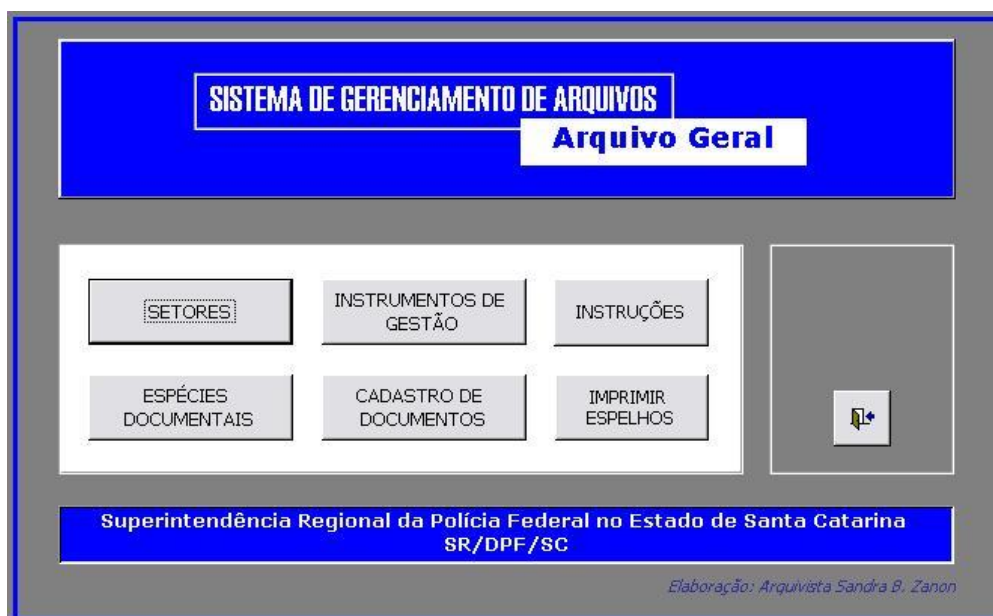 SISTEMA DE GERENCIAMENTO DE ARQUIVOS
Arquivo Geral
SETORES
INSTRUMENTOS DE
GESTÃO
INSTRUÇÕES
ESPÉCIES
DOCUMENTAIS
CADASTRO DE
DOCUMENTOS
IMPRIMIR
ESPELHOS
Superintendência Regional da Polícia Federal no Estado de Santa Catarina
SR/DPF/SC
Elaboração: Arquivista Sandra B. Zanon